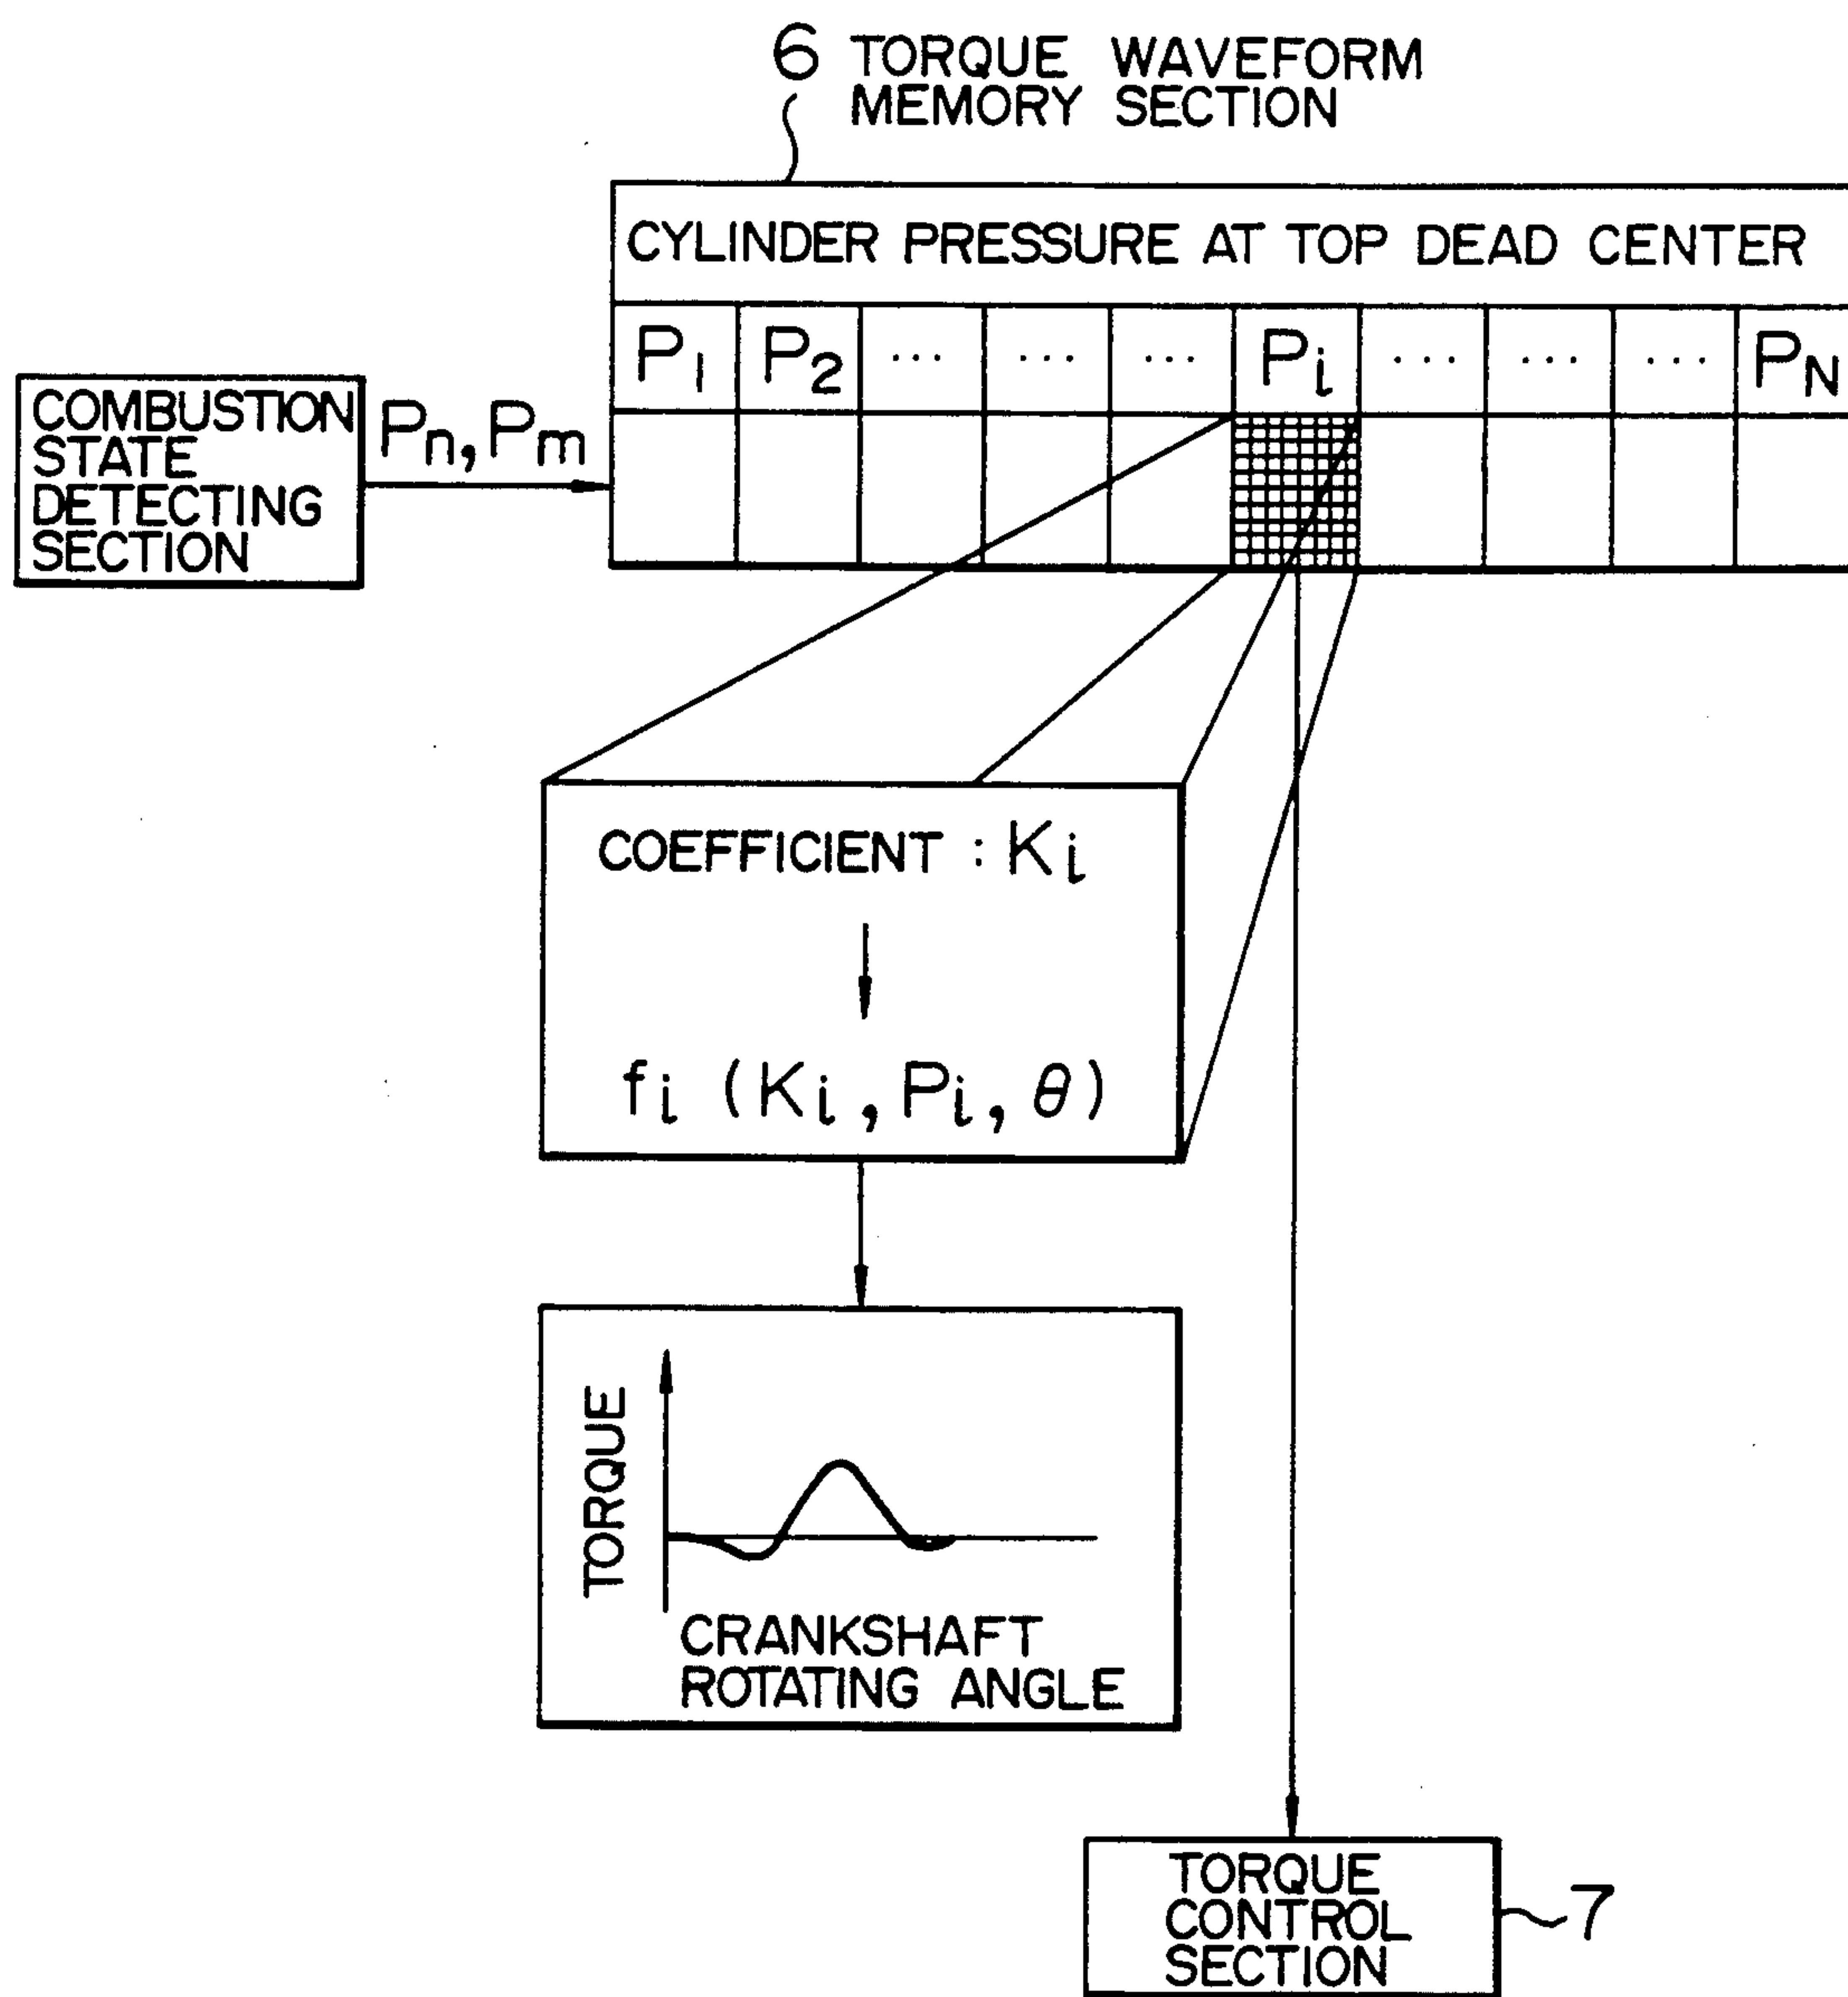 6 TORQUE WAVEFORM
MEMORY SECTION
CYLINDER PRESSURE AT TOP DEAD CENTER
P1 P2 ... ... ... Pi ... ... ... PN
COMBUSTION
STATE
DETECTING
SECTION
Pn, Pm
COEFFICIENT : Ki
fi (Ki, Pi, θ)
TORQUE
CRANKSHAFT
ROTATING ANGLE
TORQUE
CONTROL
SECTION
7